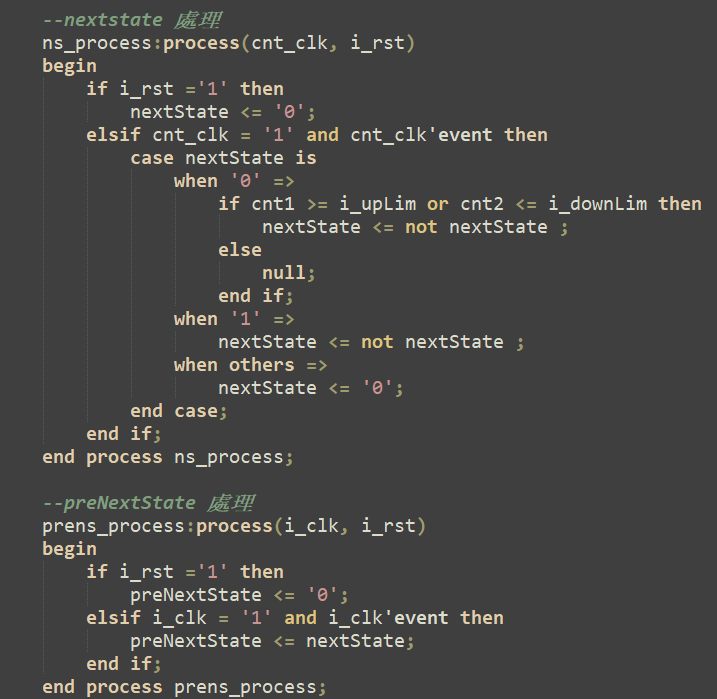 --nextstate 處理
ns_process:process(cnt_clk, i_rst)
begin
    if i_rst ='1' then
        nextState <= '0';
    elsif cnt_clk = '1' and cnt_clk'event then
        case nextState is
            when '0' =>
                if cnt1 >= i_upLim or cnt2 <= i_downLim then
                    nextState <= not nextState ;
                else
                    null;
                end if;
            when '1' =>
                nextState <= not nextState ;
            when others =>
                nextState <= '0';
        end case;
    end if;
end process ns_process;

--preNextState 處理
prens_process:process(i_clk, i_rst)
begin
    if i_rst ='1' then
        preNextState <= '0';
    elsif i_clk = '1' and i_clk'event then
        preNextState <= nextState;
    end if;
end process prens_process;